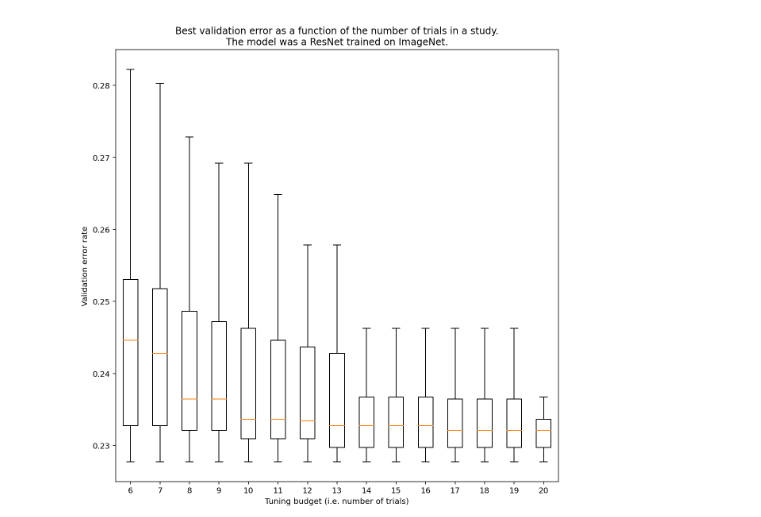 Best validation error as a function of the number of trials in a study.
The model was a ResNet trained on ImageNet.
0.28
0.27
0.26
0.25
0.24
0.23
Validation error rate
6 7 8 9 10 11 12 13 14 15 16 17 18 19 20
Tuning budget (i.e. number of trials)